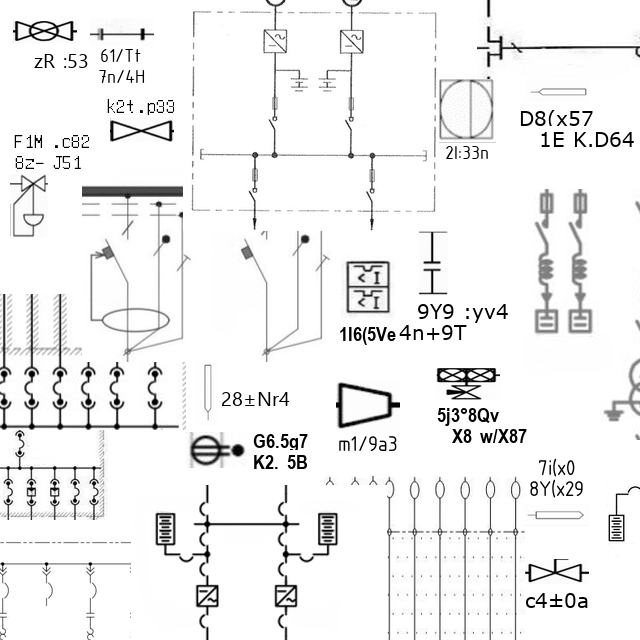 zR :53
61/Tt
7n/4H
k2t.p33
F1M .c82
8z- J51
2I:33n
D8(x57
1E K.D64
9Y9 :yv4
4n+9T
1I6(5Ve
28±Nr4
G6.5g7
K2. 5B
m1/9a3
5j3°8Qv
X8 w/X87
7i(x0
8Y(x29
c4±0a